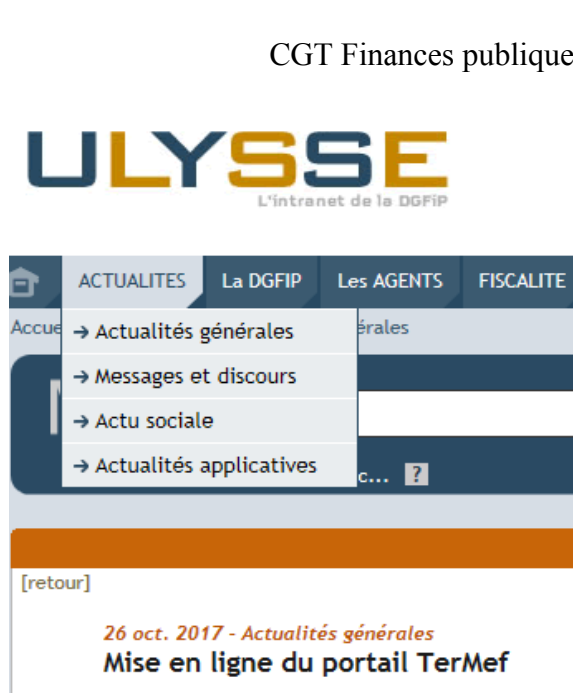 CGT Finances publique
ULYSSE
L'intranet de la DGFiP
ACTUALITES La DGFIP Les AGENTS FISCALITE
Accue érales
→ Actualités générales
→ Messages et discours
→ Actu sociale
→ Actualités applicatives
c... ?
[retour]
26 oct. 2017 - Actualités générales
Mise en ligne du portail TerMef